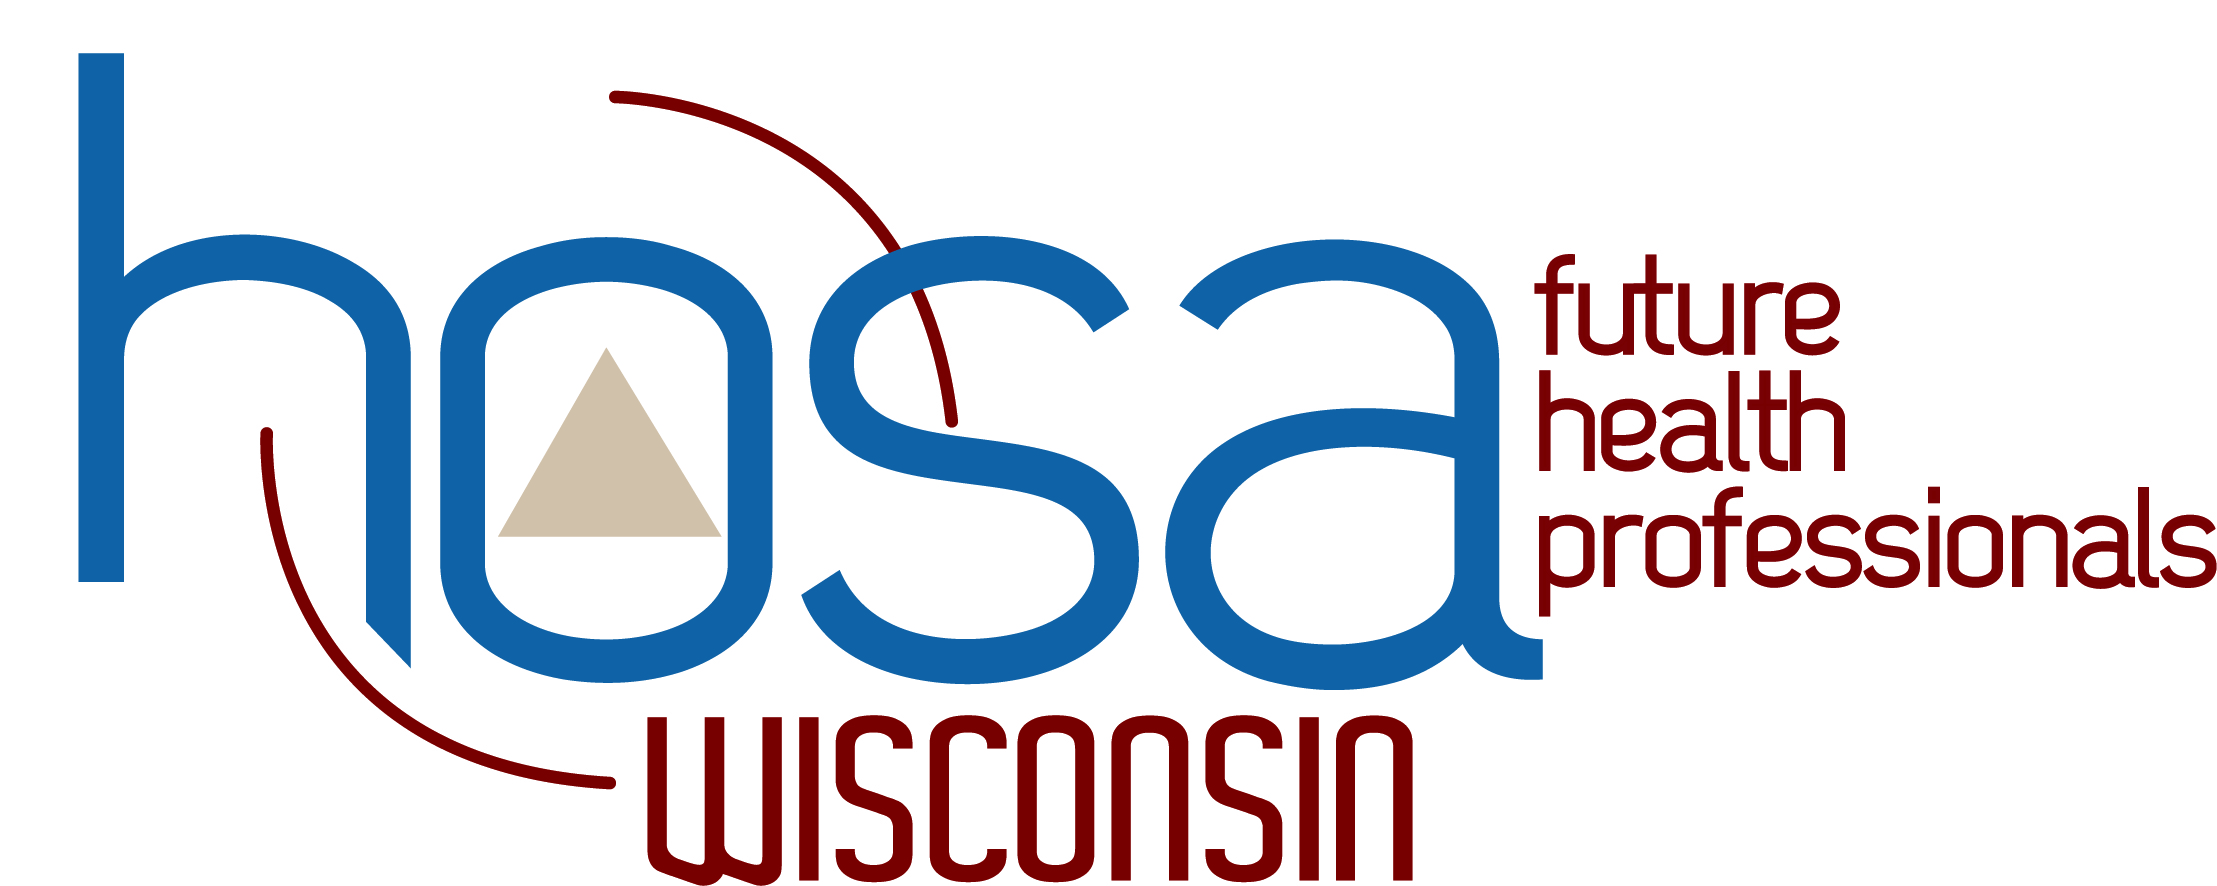 hosa
future
health
professionals
WISCONSIN